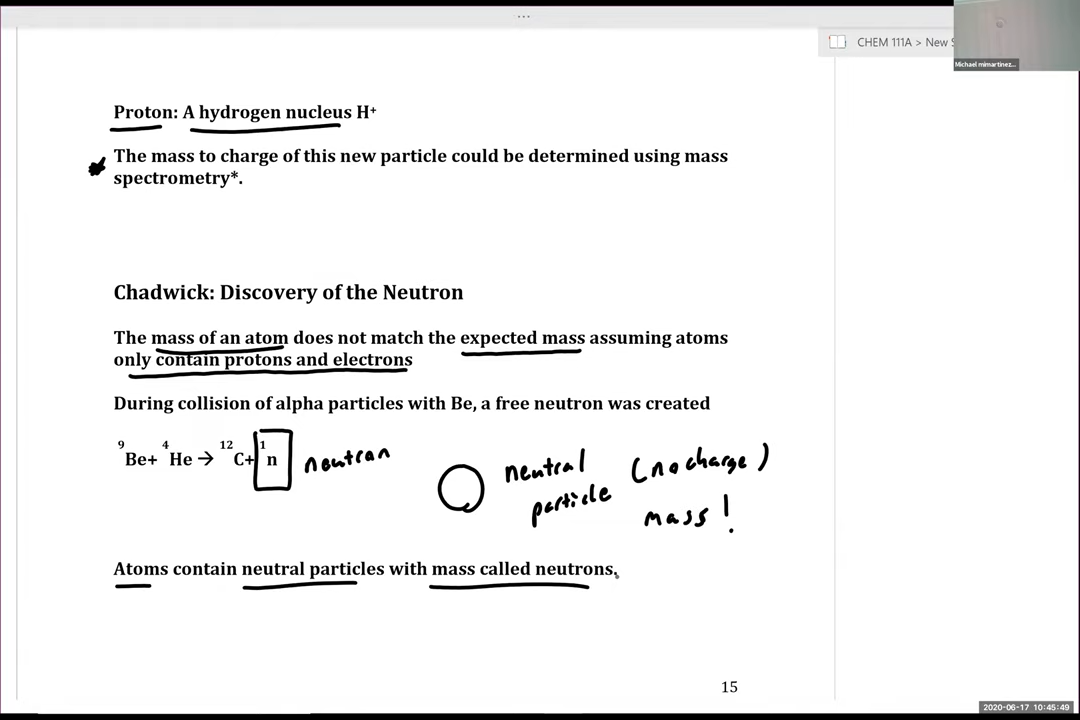 ...
CHEM 111A > New S
Michael mimartinez...
Proton: A hydrogen nucleus H+
The mass to charge of this new particle could be determined using mass
spectrometry*.
Chadwick: Discovery of the Neutron
The mass of an atom does not match the expected mass assuming atoms
only contain protons and electrons
During collision of alpha particles with Be, a free neutron was created
9Be+ 4He → 12C+ 1n neutron
neutral (no charge)
particle mass!
Atoms contain neutral particles with mass called neutrons.
15
2020-06-17 10:45:49